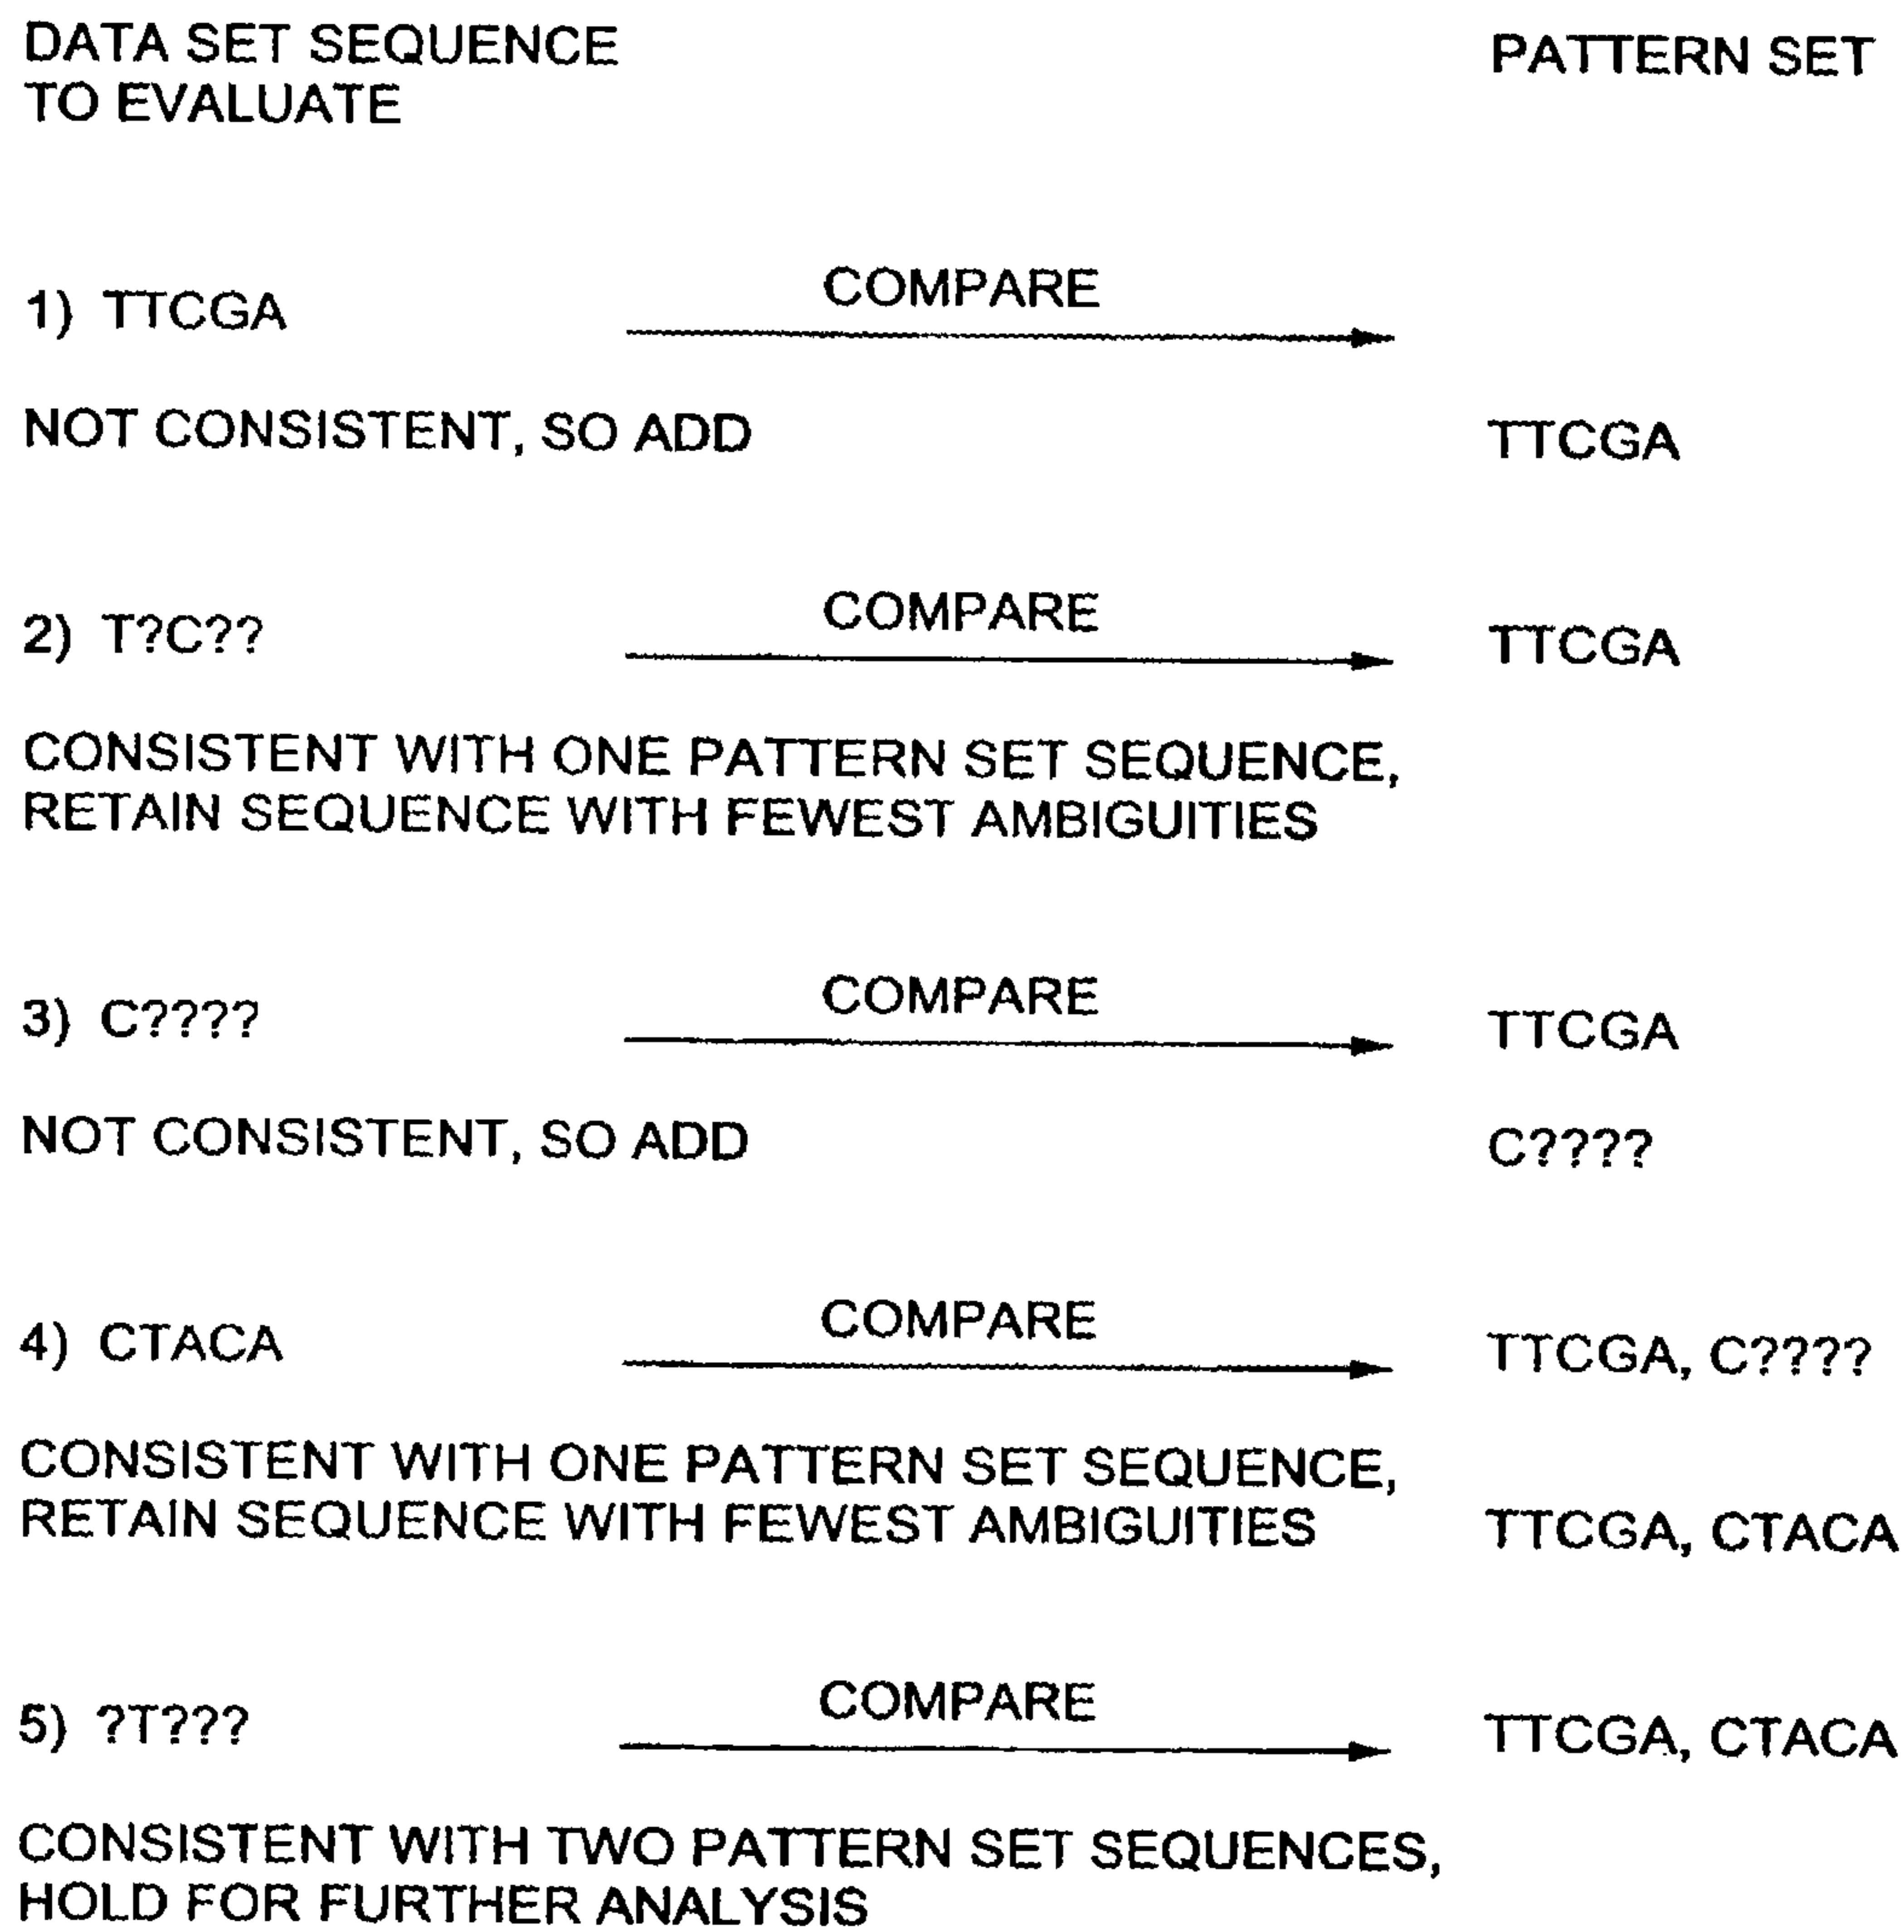 DATA SET SEQUENCE
TO EVALUATE
PATTERN SET
COMPARE
1) TTCGA
NOT CONSISTENT, SO ADD TTCGA
COMPARE
2) T?C?? TTCGA
CONSISTENT WITH ONE PATTERN SET SEQUENCE,
RETAIN SEQUENCE WITH FEWEST AMBIGUITIES
COMPARE
3) C???? TTCGA
NOT CONSISTENT, SO ADD C????
COMPARE
4) CTACA TTCGA, C????
CONSISTENT WITH ONE PATTERN SET SEQUENCE,
RETAIN SEQUENCE WITH FEWEST AMBIGUITIES TTCGA, CTACA
COMPARE
5) ?T??? TTCGA, CTACA
CONSISTENT WITH TWO PATTERN SET SEQUENCES,
HOLD FOR FURTHER ANALYSIS